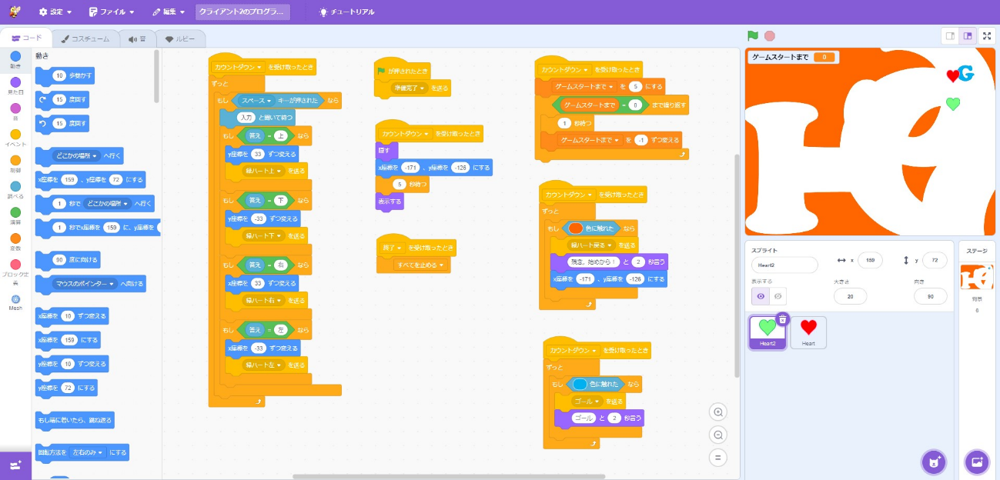 設定 ファイル 編集 クライアント2のプログラ... チュートリアル
コード コスチューム 音 ルビー
動き
見た目
音
イベント
制御
調べる
演算
変数
ブロック定義
Mesh
動き
10 歩動かす
15 度回す
15 度回す
どこかの場所 へ行く
x座標を 159 、y座標を 72 にする
1 秒で どこかの場所 へ行く
1 秒でx座標を 159 に、y座標を
90 度に向ける
マウスのポインター へ向ける
x座標を 10 ずつ変える
x座標を 159 にする
y座標を 10 ずつ変える
y座標を 72 にする
もし端に着いたら、跳ね返る
回転方法を 左右のみ にする
カウントダウン を受け取ったとき
ずっと
もし スペース キーが押された なら
入力 と聞いて待つ
もし 答え = 上 なら
y座標を 33 ずつ変える
緑ハート上 を送る
もし 答え = 下 なら
y座標を -33 ずつ変える
緑ハート下 を送る
もし 答え = 右 なら
x座標を 33 ずつ変える
緑ハート右 を送る
もし 答え = 左 なら
x座標を -33 ずつ変える
緑ハート左 を送る
が押されたとき
準備完了 を送る
カウントダウン を受け取ったとき
隠す
x座標を -171 、y座標を -126 にする
5 秒待つ
表示する
終了 を受け取ったとき
すべてを止める
カウントダウン を受け取ったとき
ゲームスタートまで を 5 にする
ゲームスタートまで = 0 まで繰り返す
1 秒待つ
ゲームスタートまで を -1 ずつ変える
カウントダウン を受け取ったとき
ずっと
もし 色に触れた なら
緑ハート戻る を送る
残念，始めから！ と 2 秒言う
x座標を -171 、y座標を -126 にする
カウントダウン を受け取ったとき
ずっと
もし 色に触れた なら
ゴール を送る
ゴール と 2 秒言う
ゲームスタートまで 0
G
スプライト
Heart2 x 159 y 72
表示する 大きさ 向き
20 90
Heart2 Heart
ステージ
背景
6